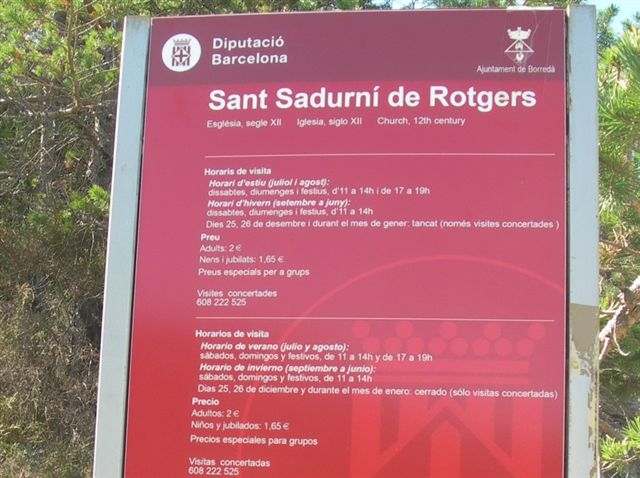 Diputació
Barcelona
Ajuntament de Borredà
Sant Sadurní de Rotgers
Església, segle XII Iglesia, siglo XII Church, 12th century
Horaris de visita
Horari d'estiu (juliol i agost):
dissabtes, diumenges i festius, d'11 a 14h i de 17 a 19h
Horari d'hivern (setembre a juny):
dissabtes, diumenges i festius, d'11 a 14h
Dies 25, 26 de desembre i durant el mes de gener: tancat (només visites concertades )
Preu
Adults: 2 €
Nens i jubilats: 1,65 €
Preus especials per a grups
Visites concertades
608 222 525
Horarios de visita
Horario de verano (julio y agosto):
sábados, domingos y festivos, de 11 a 14h y de 17 a 19h
Horario de invierno (septiembre a junio):
sábados, domingos y festivos, de 11 a 14h
Dias 25, 26 de diciembre y durante el mes de enero: cerrado (sólo visitas concertadas)
Precio
Adultos: 2 €
Niños y jubilados: 1,65 €
Precios especiales para grupos
Visitas concertadas
608 222 525